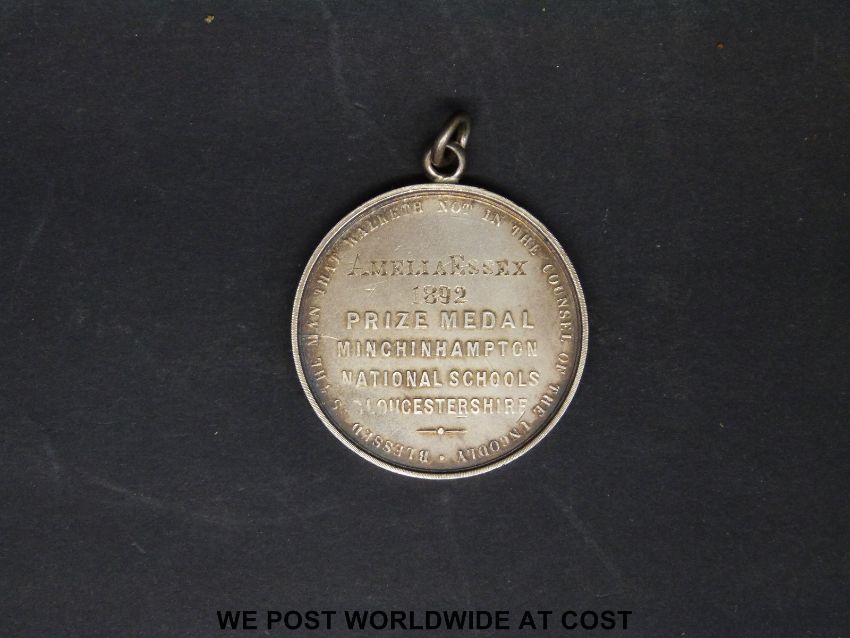 BLESSED IS THE MAN THAT WALKETH NOT IN THE COUNSEL OF THE UNGODLY ·
AMELIA ESSEX
1892
PRIZE MEDAL
MINCHINHAMPTON
NATIONAL SCHOOLS
GLOUCESTERSHIRE
WE POST WORLDWIDE AT COST